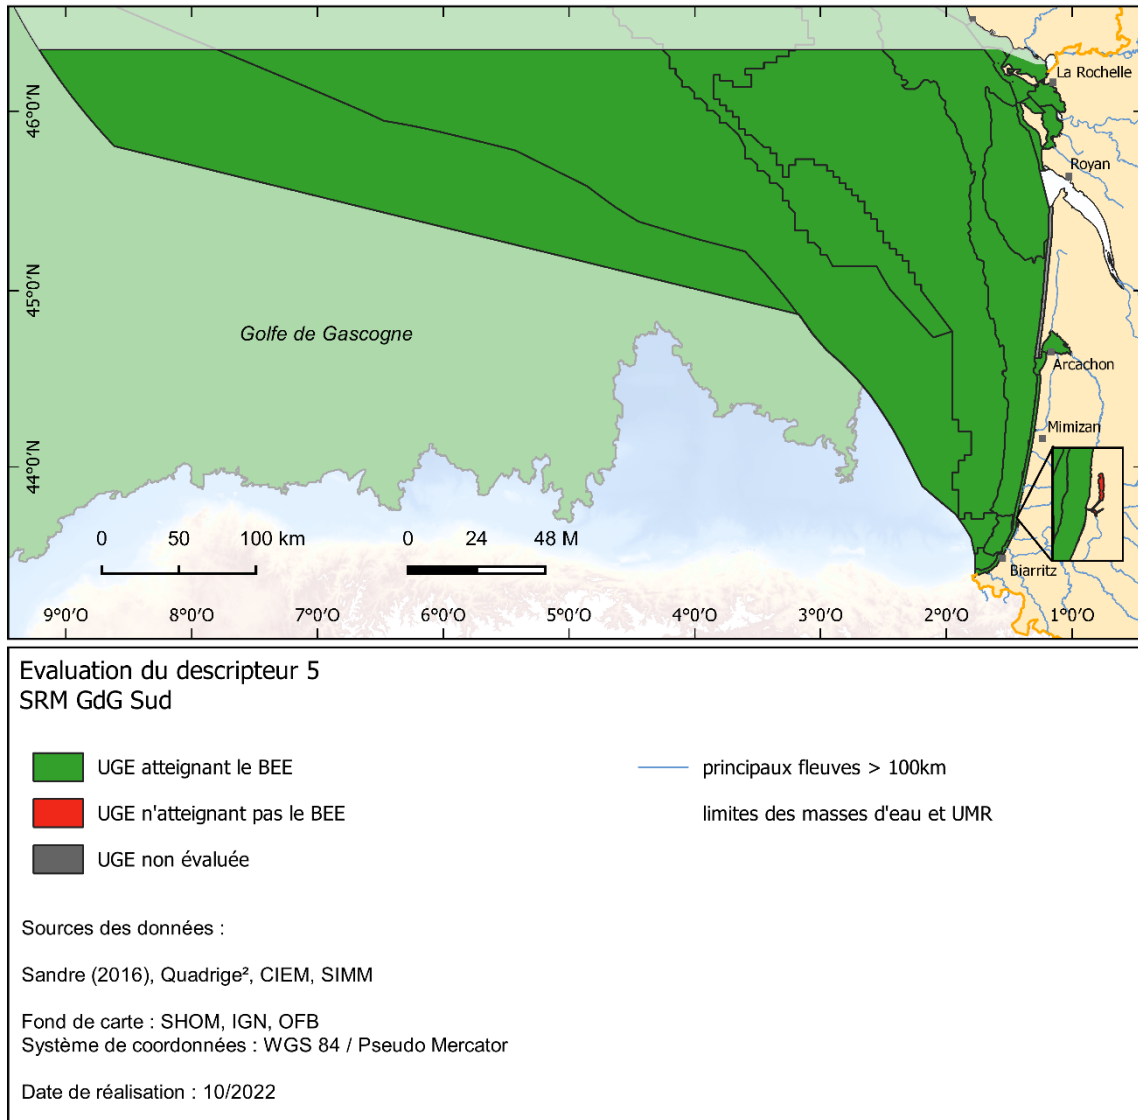 La Rochelle
46°0'N
Royan
45°0'N
Golfe de Gascogne
Arcachon
Mimizan
44°0'N
0 50 100 km
0 24 48 M
Biarritz
9°0'O 8°0'O 7°0'O 6°0'O 5°0'O 4°0'O 3°0'O 2°0'O 1°0'O
Evaluation du descripteur 5
SRM GdG Sud
UGE atteignant le BEE
principaux fleuves > 100km
UGE n'atteignant pas le BEE
limites des masses d'eau et UMR
UGE non évaluée
Sources des données :
Sandre (2016), Quadrige², CIEM, SIMM
Fond de carte : SHOM, IGN, OFB
Système de coordonnées : WGS 84 / Pseudo Mercator
Date de réalisation : 10/2022